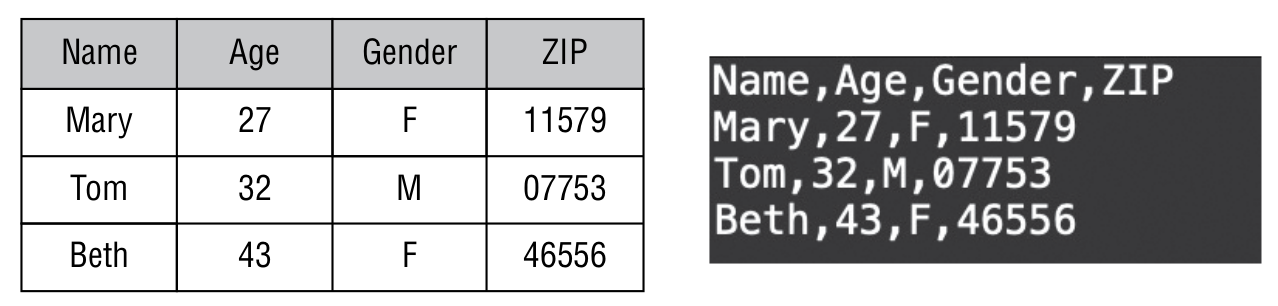 Name Age Gender ZIP
Mary 27 F 11579
Tom 32 M 07753
Beth 43 F 46556
Name,Age,Gender,ZIP
Mary,27,F,11579
Tom,32,M,07753
Beth,43,F,46556